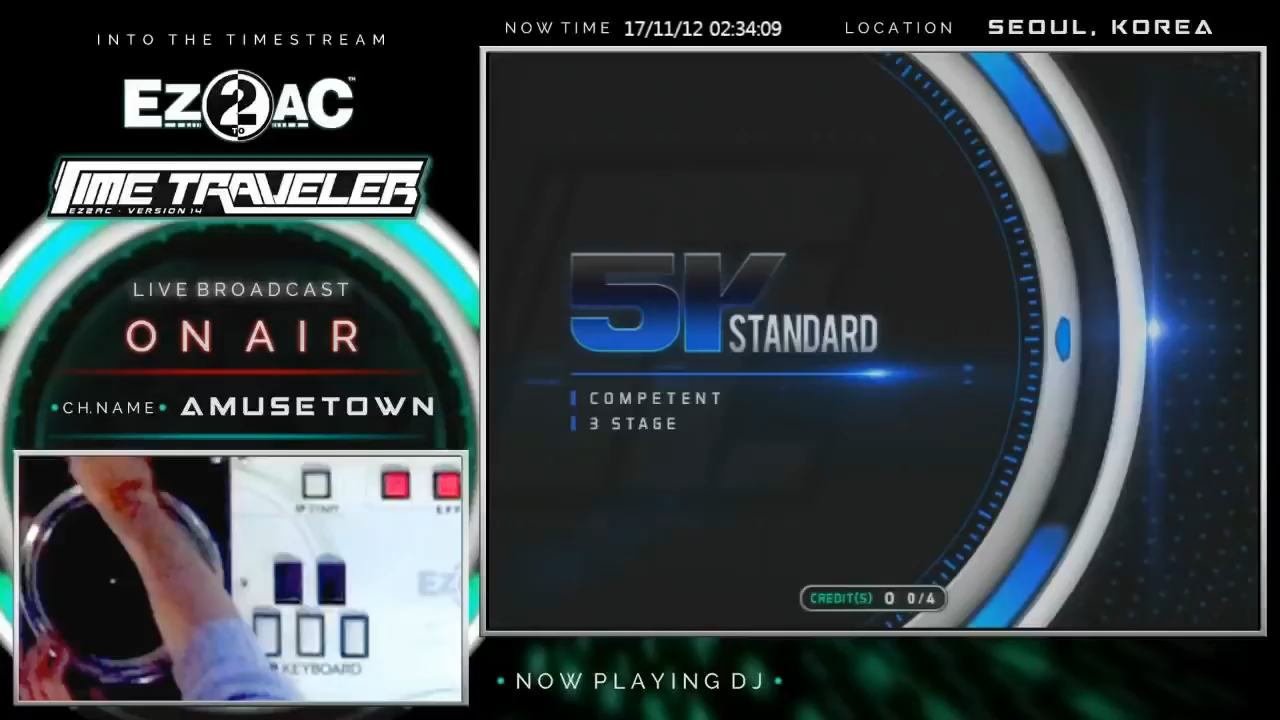 INTO THE TIMESTREAM
EZ2AC™
TO
TIME TRAVELER
EZ2AC · VERSION 14
LIVE BROADCAST
ON AIR
• CH.NAME • AMUSETOWN
KEYBOARD
NOW TIME 17/11/12 02:34:09
LOCATION SEOUL, KOREA
5K STANDARD
COMPETENT
3 STAGE
CREDIT(S) 0 0/4
• NOW PLAYING DJ •